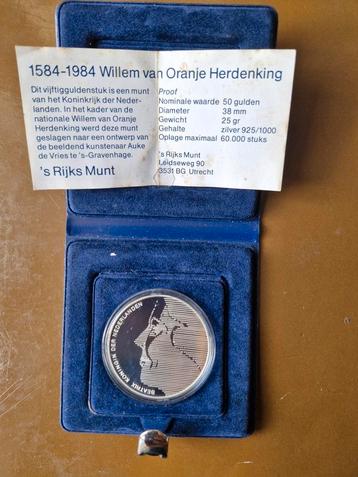 1584-1984 Willem van Oranje Herdenking
Dit vijftigguldenstuk is een munt
van het Koninkrijk der Neder-
landen. In het kader van de
nationale Willem van Oranje
Herdenking werd deze munt
geslagen naar een ontwerp van
de beeldend kunstenaar Auke
de Vries te 's-Gravenhage.
's Rijks Munt
Proof
Nominale waarde 50 gulden
Diameter 38 mm
Gewicht 25 gr
Gehalte zilver 925/1000
Oplage maximaal 60.000 stuks
's Rijks Munt
Leidseweg 90
3531 BG Utrecht
BEATRIX KONINGIN DER NEDERLANDEN